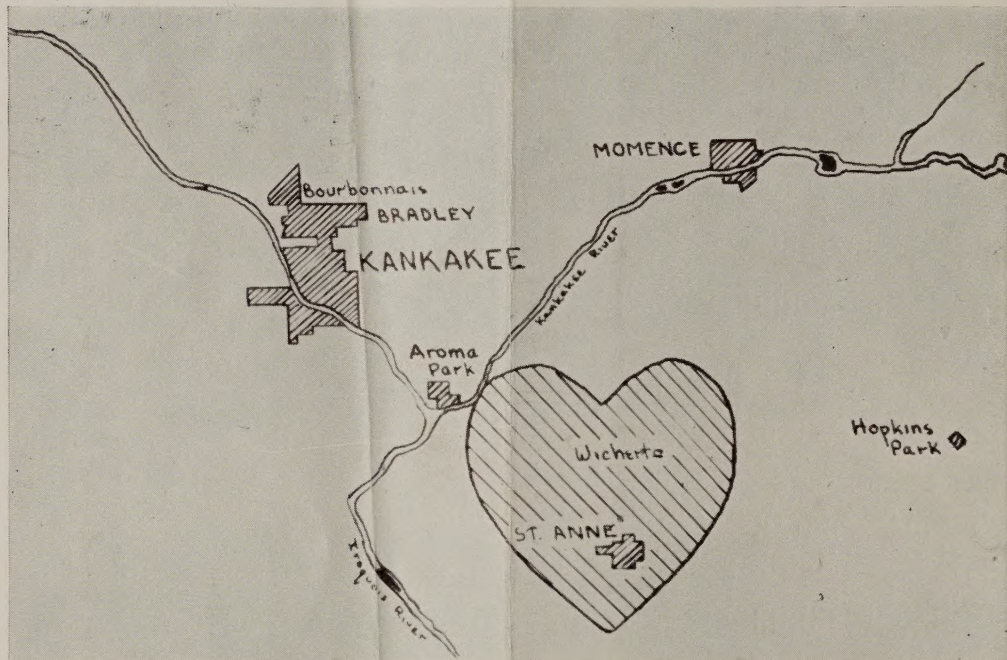 MOMENCE
Bourbonnais
BRADLEY
KANKAKEE
Kankakee River
Aroma
Park
Hopkins
Park
Wicherts
ST. ANNE
Iroquois River